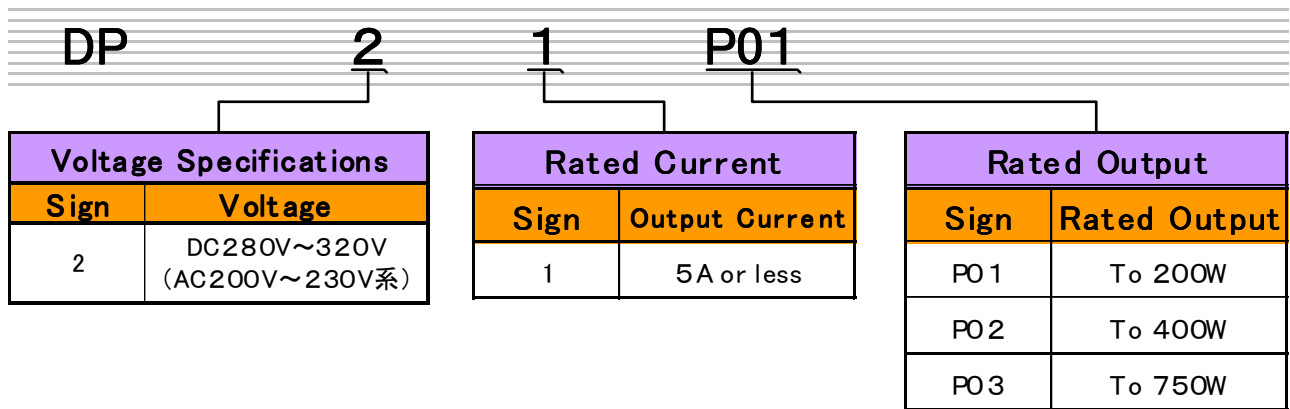 DP 2 1 P01
Voltage Specifications
Sign Voltage
2 DC280V～320V
(AC200V～230V系)
Rated Current
Sign Output Current
1 5A or less
Rated Output
Sign Rated Output
P01 To 200W
P02 To 400W
P03 To 750W